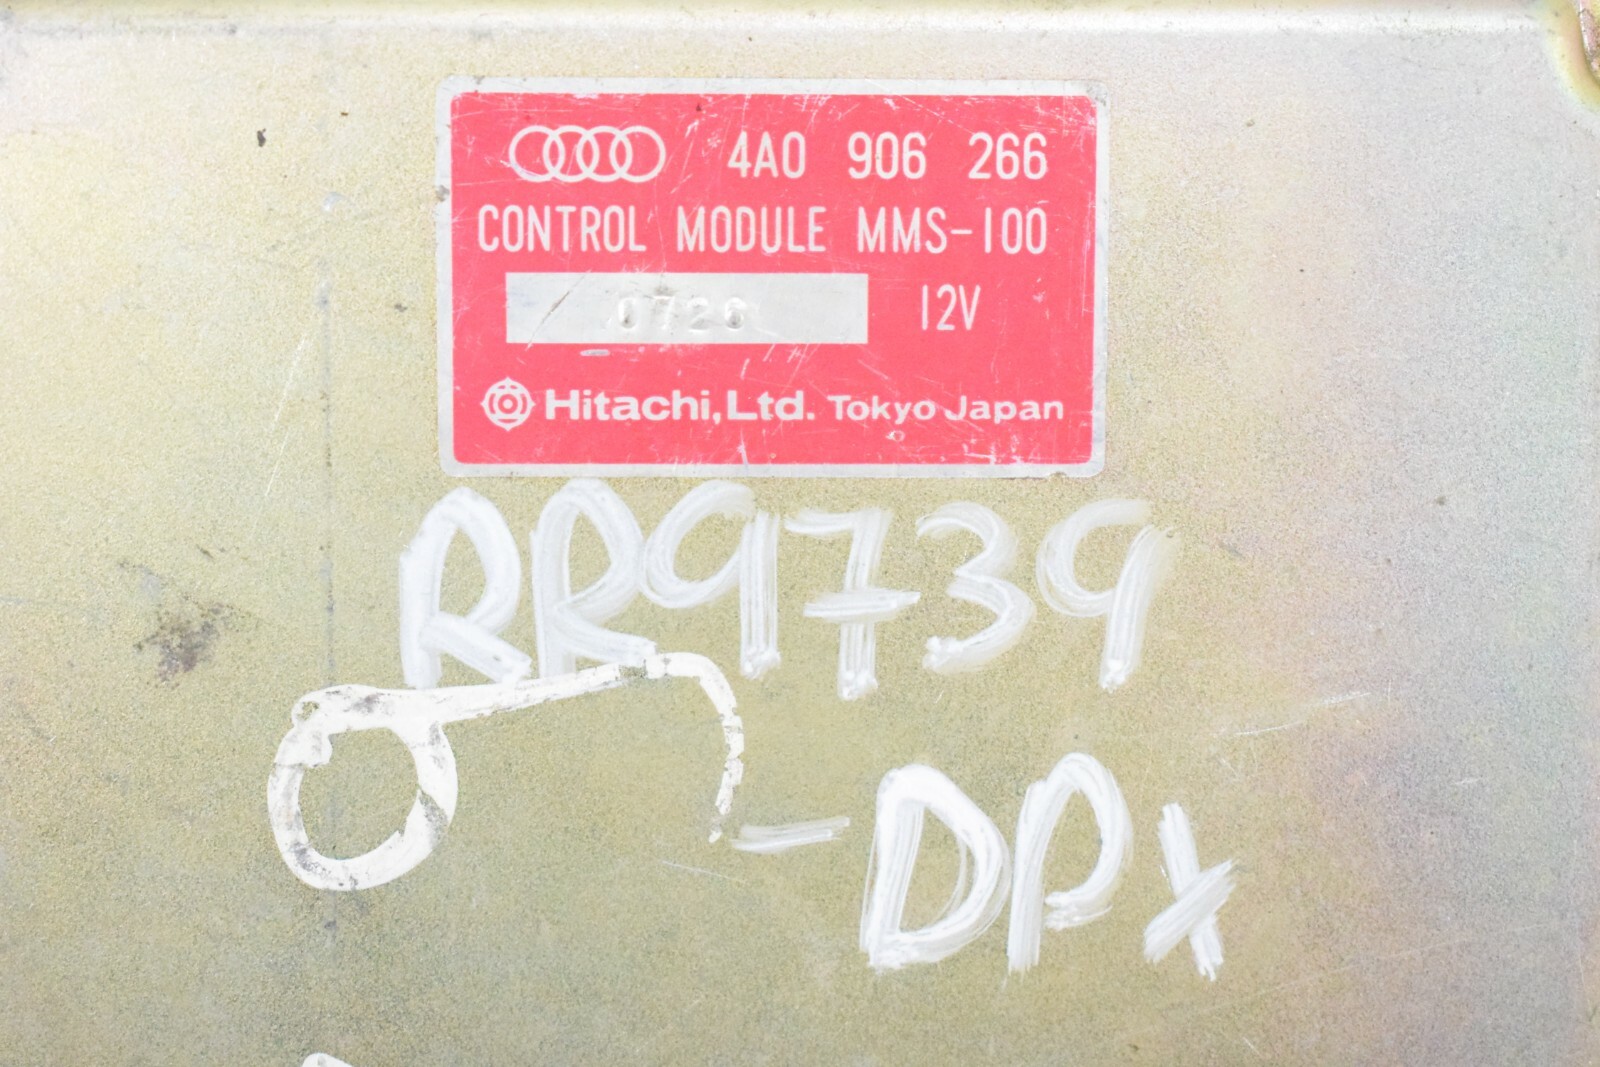 4A0 906 266
CONTROL MODULE MMS-100
0726 12V
Hitachi, Ltd. Tokyo Japan
RR9739
-DPX